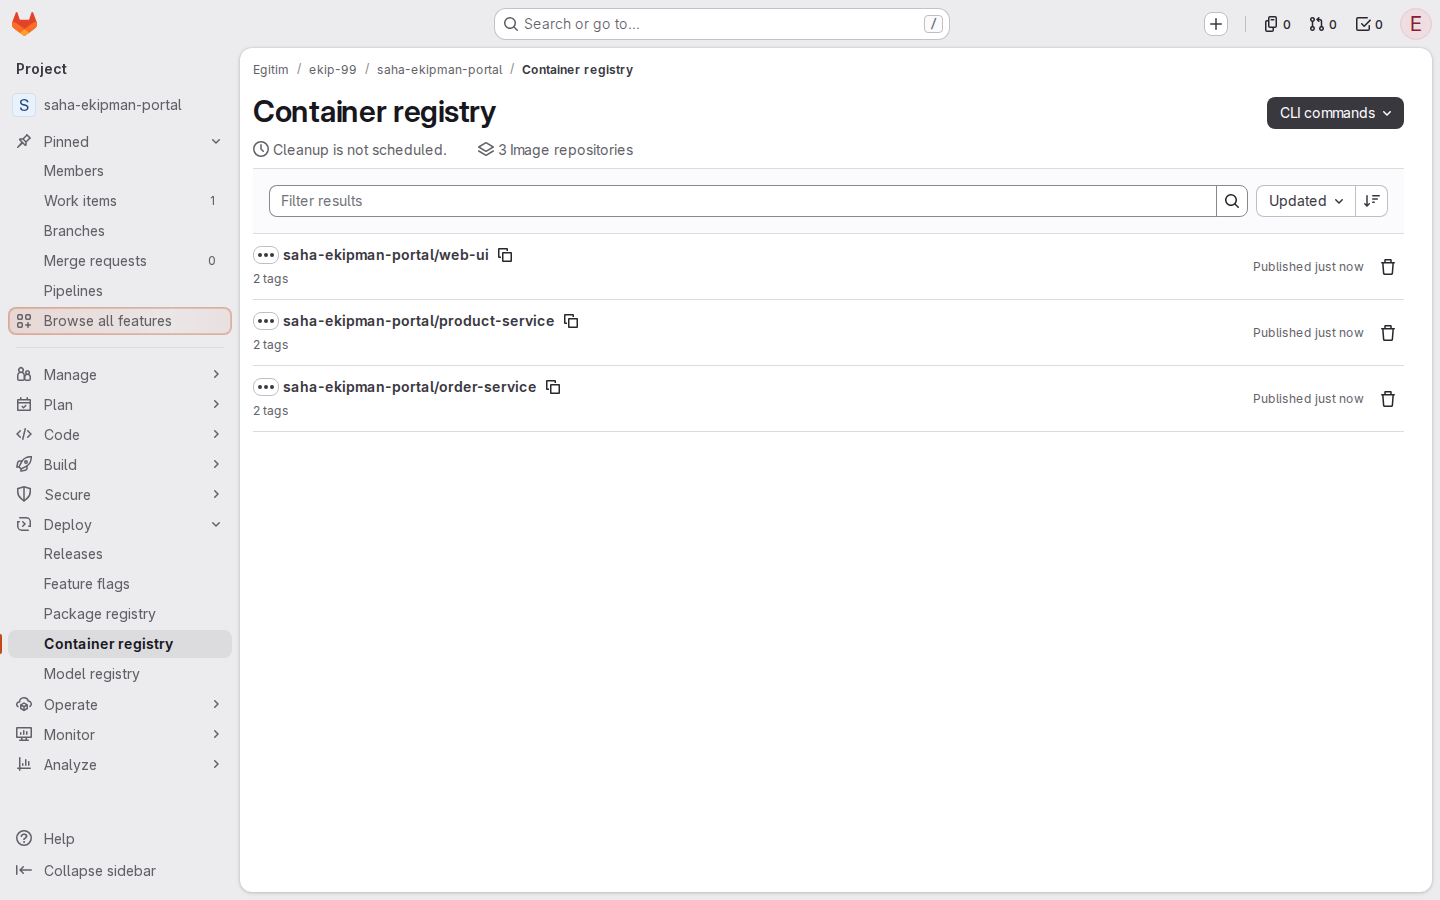 Search or go to...
/
0
0
0
E
Project
S
saha-ekipman-portal
Pinned
Members
Work items 1
Branches
Merge requests 0
Pipelines
Browse all features
Manage
Plan
Code
Build
Secure
Deploy
Releases
Feature flags
Package registry
Container registry
Model registry
Operate
Monitor
Analyze
Help
Collapse sidebar
Egitim / ekip-99 / saha-ekipman-portal / Container registry
Container registry
CLI commands
Cleanup is not scheduled. 3 Image repositories
Filter results
Updated
saha-ekipman-portal/web-ui
2 tags
Published just now
saha-ekipman-portal/product-service
2 tags
Published just now
saha-ekipman-portal/order-service
2 tags
Published just now